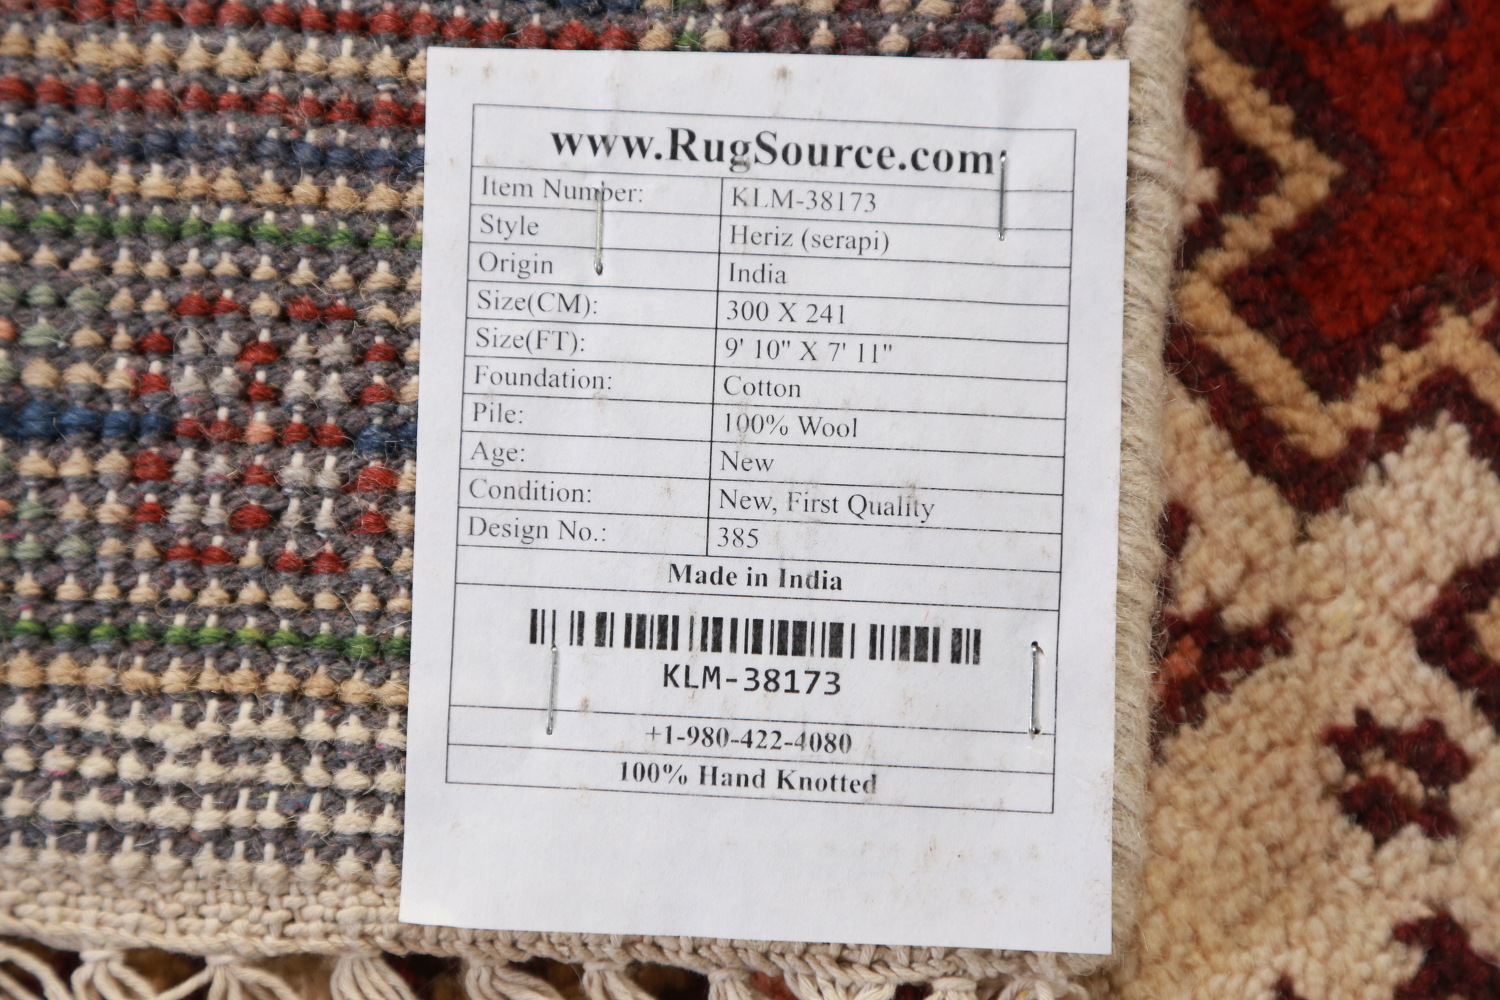 www.RugSource.com
Item Number: KLM-38173
Style Heriz (serapi)
Origin India
Size(CM): 300 X 241
Size(FT): 9' 10" X 7' 11"
Foundation: Cotton
Pile: 100% Wool
Age: New
Condition: New, First Quality
Design No.: 385
Made in India
KLM-38173
+1-980-422-4080
100% Hand Knotted